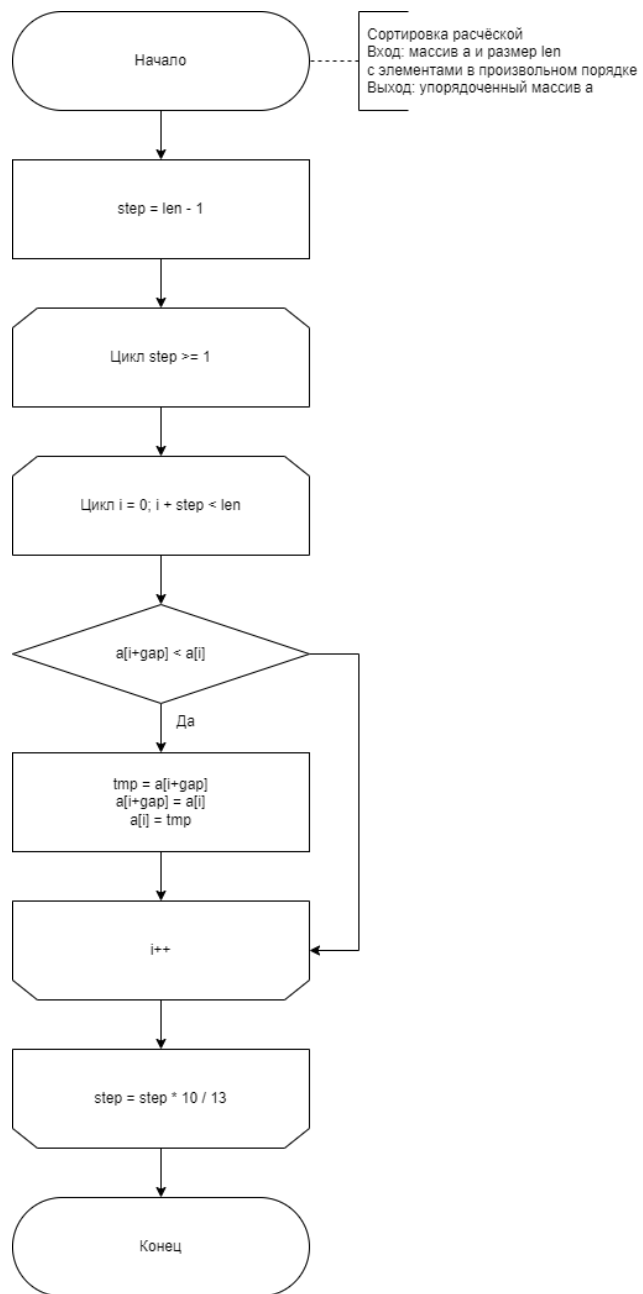 Начало
Сортировка расчёской
Вход: массив a и размер len
с элементами в произвольном порядке
Выход: упорядоченный массив a
step = len - 1
Цикл step >= 1
Цикл i = 0; i + step < len
a[i+gap] < a[i]
Да
tmp = a[i+gap]
a[i+gap] = a[i]
a[i] = tmp
i++
step = step * 10 / 13
Конец